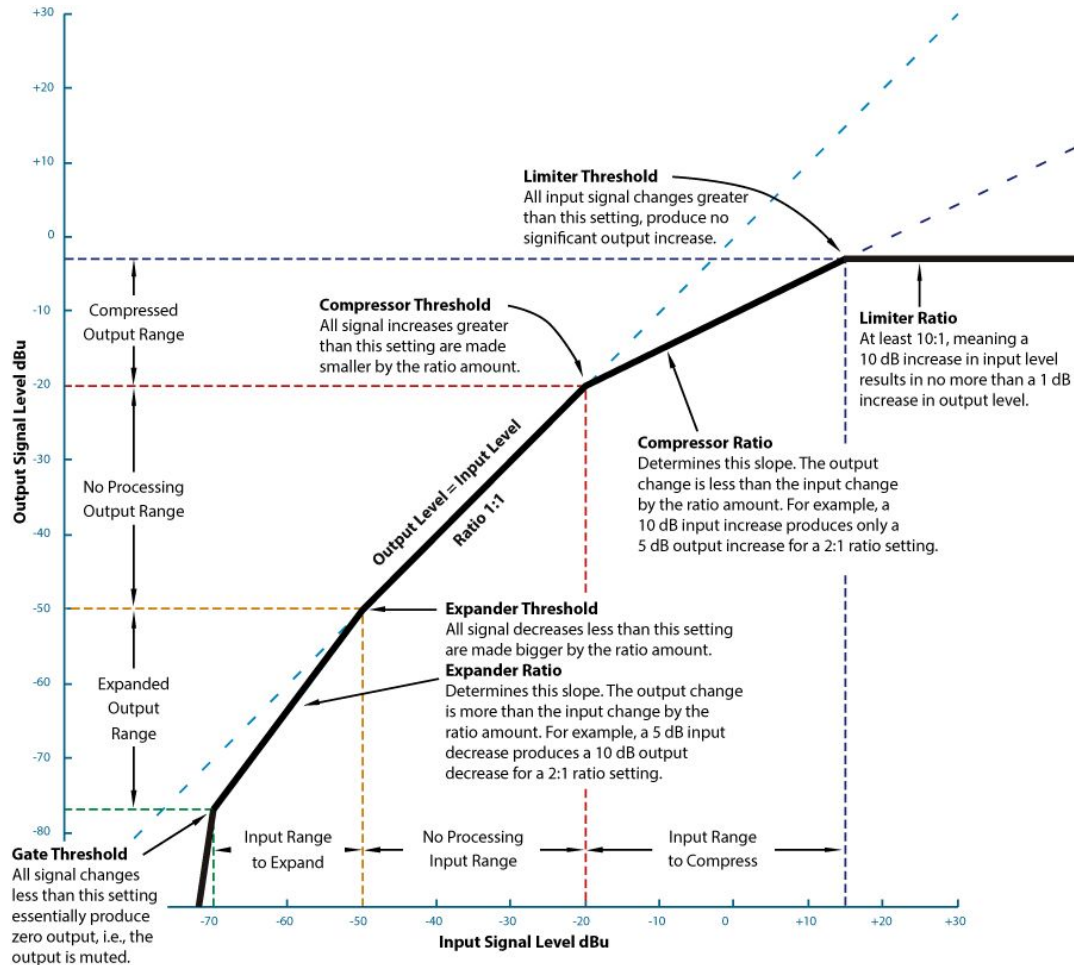 +30
+20
+10
0
-10
-20
-30
-40
-50
-60
-70
-80
Output Signal Level dBu
Limiter Threshold
All input signal changes greater
than this setting, produce no
significant output increase.
Compressed
Output Range
Compressor Threshold
All signal increases greater
than this setting are made
smaller by the ratio amount.
Limiter Ratio
At least 10:1, meaning a
10 dB increase in input level
results in no more than a 1 dB
increase in output level.
Compressor Ratio
Determines this slope. The output
change is less than the input change
by the ratio amount. For example, a
10 dB input increase produces only a
5 dB output increase for a 2:1 ratio setting.
No Processing
Output Range
Output Level = Input Level
Ratio 1:1
Expander Threshold
All signal decreases less than this setting
are made bigger by the ratio amount.
Expander Ratio
Determines this slope. The output change
is more than the input change by the
ratio amount. For example, a 5 dB input
decrease produces a 10 dB output
decrease for a 2:1 ratio setting.
Expanded
Output
Range
Gate Threshold
All signal changes
less than this setting
essentially produce
zero output, i.e., the
output is muted.
Input Range
to Expand
No Processing
Input Range
Input Range
to Compress
-70
-60
-50
-40
-30
-20
-10
0
+10
+20
+30
Input Signal Level dBu